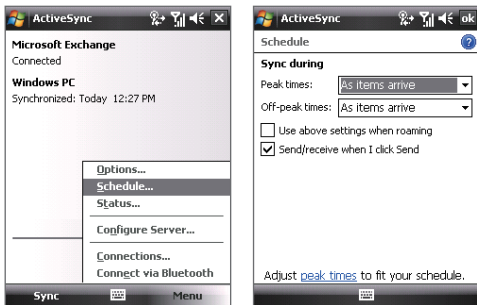 ActiveSync
Microsoft Exchange
Connected
Windows PC
Synchronized: Today 12:27 PM
Options...
Schedule...
Status...
Configure Server...
Connections...
Connect via Bluetooth
Sync
Menu
ActiveSync
ok
Schedule
?
Sync during
Peak times: As items arrive
Off-peak times: As items arrive
Use above settings when roaming
Send/receive when I click Send
Adjust peak times to fit your schedule.